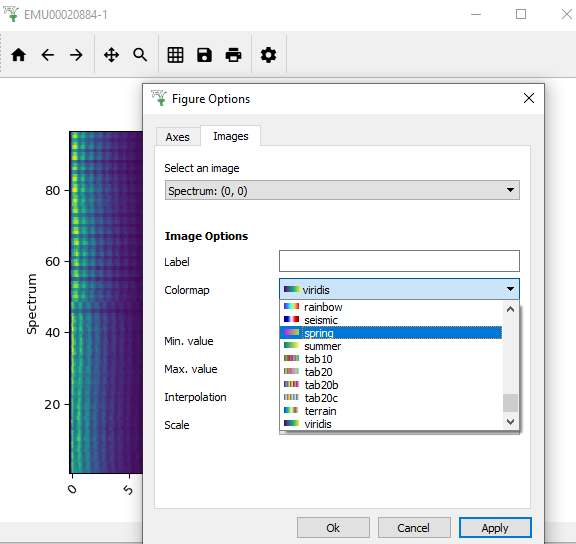 EMU00020884-1
Figure Options
Axes
Images
Select an image
Spectrum: (0, 0)
Image Options
Label
Colormap
viridis
rainbow
seismic
spring
summer
tab10
tab20
tab20b
tab20c
terrain
viridis
Min. value
Max. value
Interpolation
Scale
Ok
Cancel
Apply
Spectrum
80
60
40
20
0
5